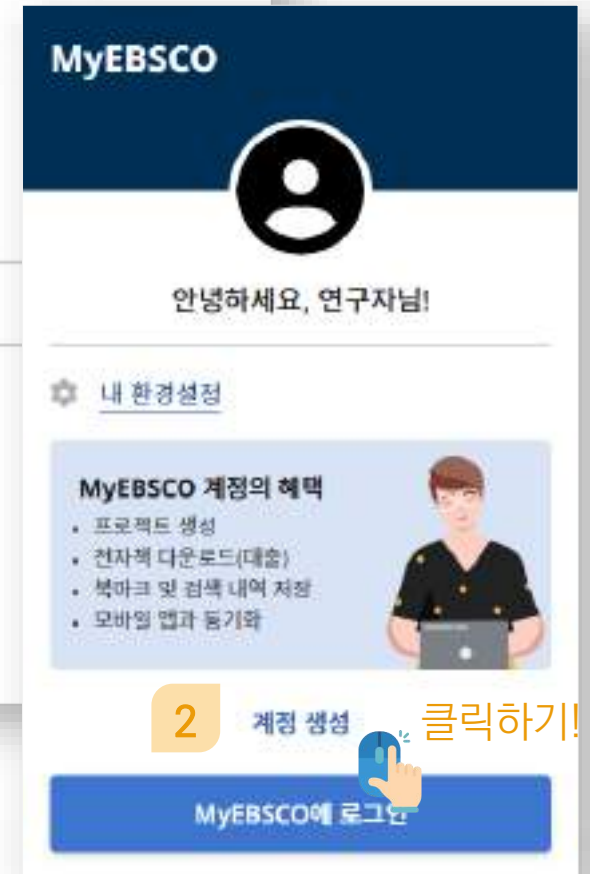 MyEBSCO
안녕하세요, 연구자님!
내 환경설정
MyEBSCO 계정의 혜택
• 프로젝트 생성
• 전자책 다운로드(대출)
• 북마크 및 검색 내역 저장
• 모바일 앱과 동기화
2 계정 생성 클릭하기!
MyEBSCO에 로그인